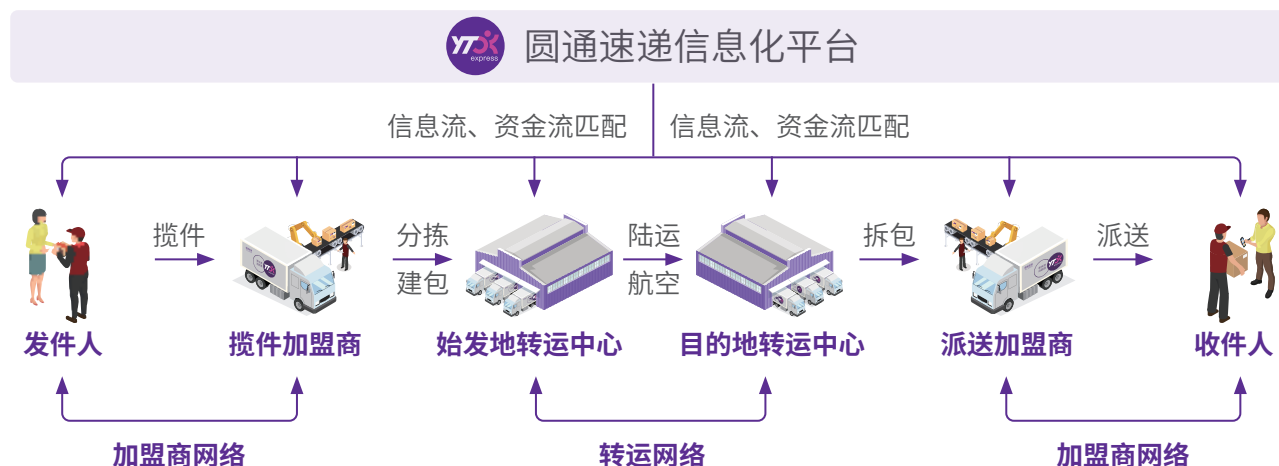 YTO express 圆通速递信息化平台
信息流、资金流匹配 信息流、资金流匹配
揽件 分拣 陆运 拆包 派送
建包 航空
发件人 揽件加盟商 始发地转运中心 目的地转运中心 派送加盟商 收件人
加盟商网络 转运网络 加盟商网络